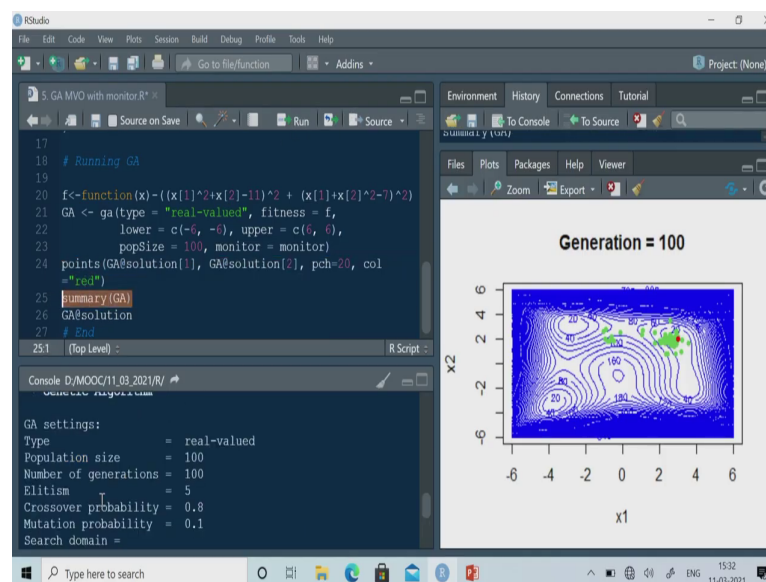 RStudio
File Edit Code View Plots Session Build Debug Profile Tools Help
Go to file/function Addins Project: (None)
5. GA MVO with monitor.R*
Source on Save Run Source
17
18 # Running GA
19
20 f<-function(x)-((x[1]^2+x[2]-11)^2 + (x[1]+x[2]^2-7)^2)
21 GA <- ga(type = "real-valued", fitness = f,
22 lower = c(-6, -6), upper = c(6, 6),
23 popSize = 100, monitor = monitor)
24 points(GA@solution[1], GA@solution[2], pch=20, col
="red")
25 summary(GA)
26 GA@solution
27 # End
25:1 (Top Level) R Script
Console D:/MOOC/11_03_2021/R/
Genetic Algorithm
GA settings:
Type = real-valued
Population size = 100
Number of generations = 100
Elitism = 5
Crossover probability = 0.8
Mutation probability = 0.1
Search domain =
Environment History Connections Tutorial
To Console To Source
summary(GA)
Files Plots Packages Help Viewer
Zoom Export
Generation = 100
x2
6
4
2
-2
-6
-6 -4 -2 0 2 4 6
x1
Type here to search
ENG
15:32
11-03-2021